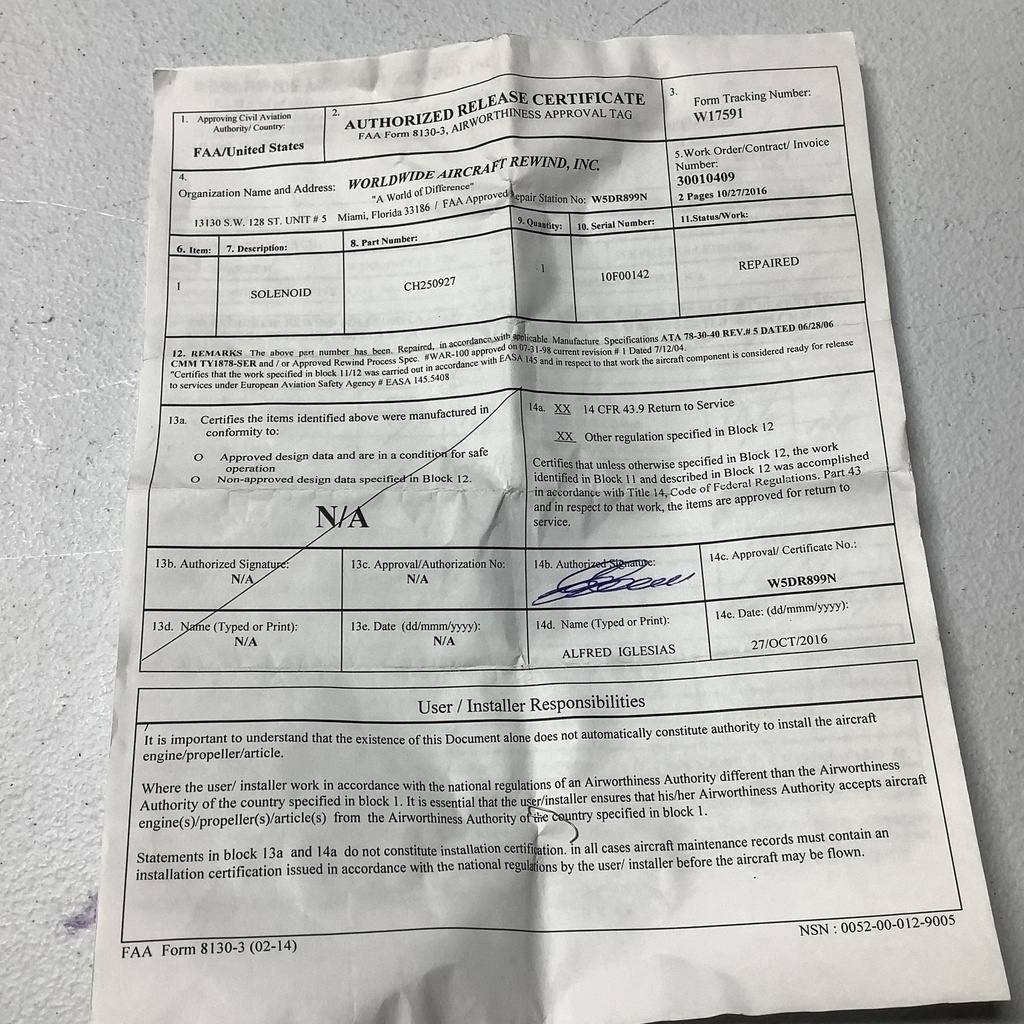 1. Approving Civil Aviation
Authority/ Country:
FAA/United States
2.
AUTHORIZED RELEASE CERTIFICATE
FAA Form 8130-3, AIRWORTHINESS APPROVAL TAG
3.
Form Tracking Number:
W17591
4.
Organization Name and Address: WORLDWIDE AIRCRAFT REWIND, INC.
"A World of Difference"
13130 S.W. 128 ST. UNIT # 5 Miami, Florida 33186 / FAA Approved Repair Station No: W5DR899N
5.Work Order/Contract/ Invoice
Number:
30010409
2 Pages 10/27/2016
6. Item: 7. Description: 8. Part Number: 9. Quantity: 10. Serial Number: 11.Status/Work:
1 SOLENOID CH250927 1 10F00142 REPAIRED
12. REMARKS The above part number has been. Repaired, in accordance,with applicable. Manufacture Specifications ATA 78-30-40 REV.# 5 DATED 06/28/06
CMM TY1878-SER and / or Approved Rewind Process Spec. #WAR-100 approved on 07-31-98 current revision # 1 Dated 7/12/04.
"Certifies that the work specified in block 11/12 was carried out in accordance with EASA 145 and in respect to that work the aircraft component is considered ready for release
to services under European Aviation Safety Agency # EASA 145.5408
13a. Certifies the items identified above were manufactured in
conformity to:
O Approved design data and are in a condition for safe
operation
O Non-approved design data specified in Block 12.
N/A
14a. XX 14 CFR 43.9 Return to Service
XX Other regulation specified in Block 12
Certifies that unless otherwise specified in Block 12, the work
identified in Block 11 and described in Block 12 was accomplished
in accordance with Title 14, Code of Federal Regulations. Part 43
and in respect to that work, the items are approved for return to
service.
13b. Authorized Signature:
N/A
13c. Approval/Authorization No:
N/A
14b. Authorized Signature:
14c. Approval/ Certificate No.:
W5DR899N
13d. Name (Typed or Print):
N/A
13e. Date (dd/mmm/yyyy):
N/A
14d. Name (Typed or Print):
ALFRED IGLESIAS
14e. Date: (dd/mmm/yyyy):
27/OCT/2016
User / Installer Responsibilities
It is important to understand that the existence of this Document alone does not automatically constitute authority to install the aircraft
engine/propeller/article.
Where the user/ installer work in accordance with the national regulations of an Airworthiness Authority different than the Airworthiness
Authority of the country specified in block 1. It is essential that the user/installer ensures that his/her Airworthiness Authority accepts aircraft
engine(s)/propeller(s)/article(s) from the Airworthiness Authority of the country specified in block 1.
Statements in block 13a and 14a do not constitute installation certification. in all cases aircraft maintenance records must contain an
installation certification issued in accordance with the national regulations by the user/ installer before the aircraft may be flown.
FAA Form 8130-3 (02-14)
NSN : 0052-00-012-9005